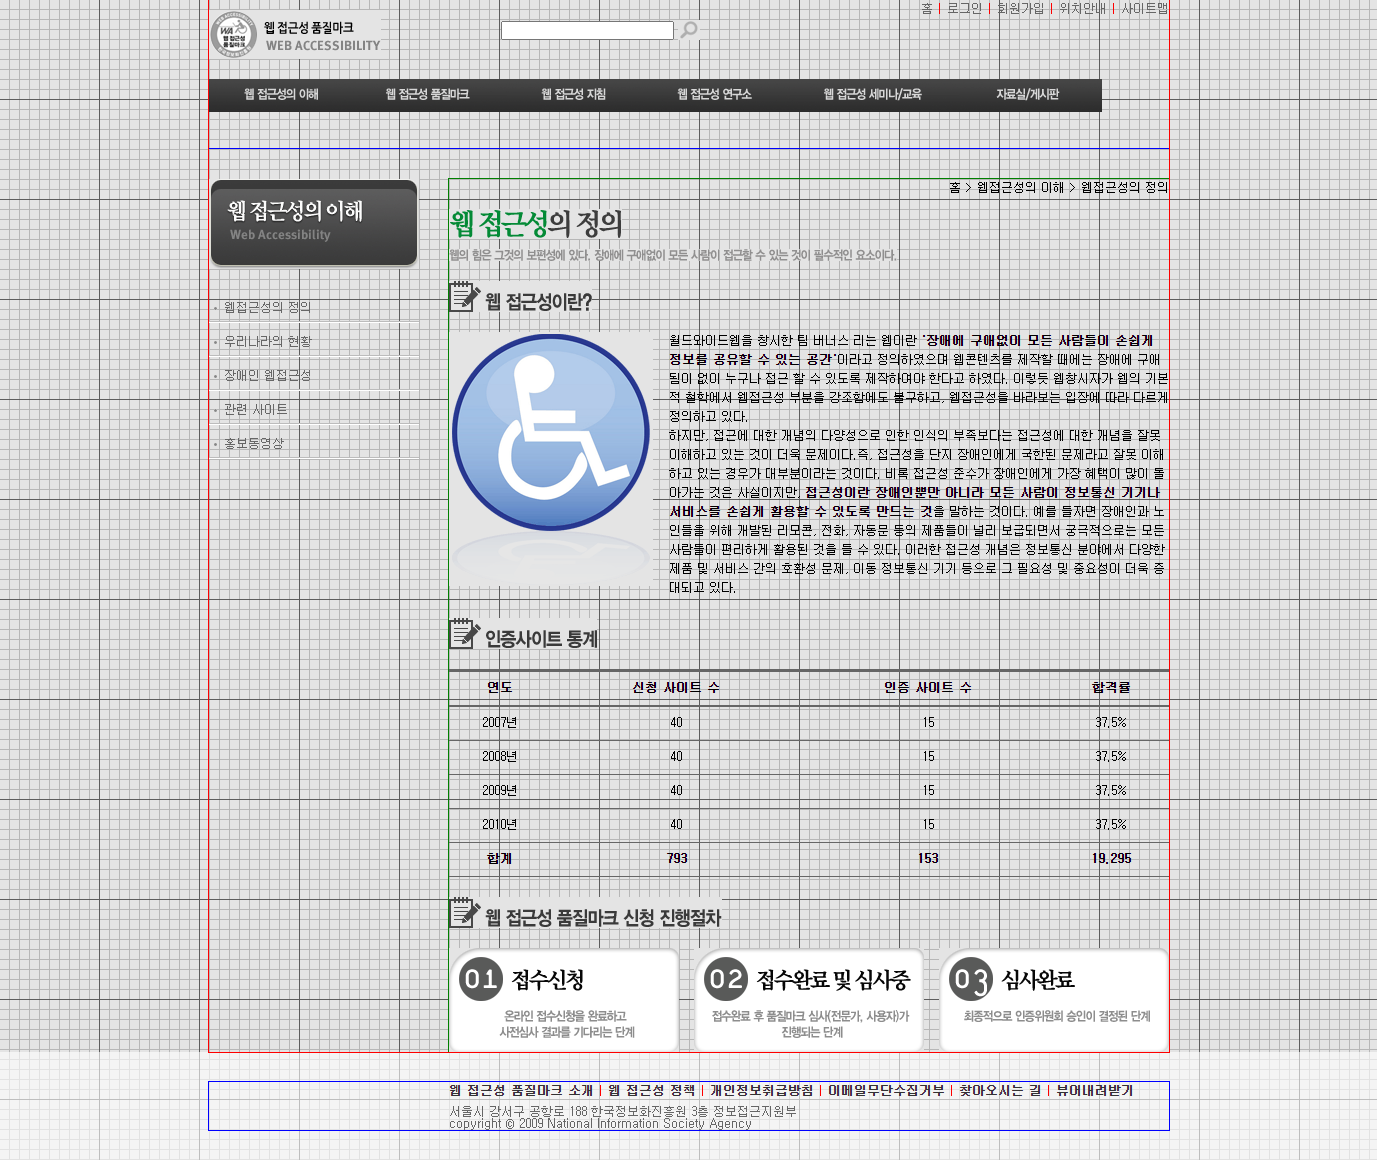 홈 | 로그인 | 회원가입 | 위치안내 | 사이트맵
WA 웹 접근성 품질마크
웹 접근성 품질마크
WEB ACCESSIBILITY
웹 접근성의 이해 웹 접근성 품질마크 웹 접근성 지침 웹 접근성 연구소 웹 접근성 세미나/교육 자료실/게시판
웹 접근성의 이해
Web Accessibility
웹접근성의 정의
우리나라의 현황
장애인 웹접근성
관련 사이트
홍보동영상
홈 > 웹접근성의 이해 > 웹접근성의 정의
웹 접근성의 정의
웹의 힘은 그것의 보편성에 있다. 장애에 구애없이 모든 사람이 접근할 수 있는 것이 필수적인 요소이다.
웹 접근성이란?
월드와이드웹을 창시한 팀 버너스 리는 웹이란 '장애에 구애없이 모든 사람들이 손쉽게
정보를 공유할 수 있는 공간'이라고 정의하였으며 웹콘텐츠를 제작할 때에는 장애에 구애
됨이 없이 누구나 접근 할 수 있도록 제작하여야 한다고 하였다. 이렇듯 웹창시자가 웹의 기본
적 철학에서 웹접근성 부분을 강조함에도 불구하고, 웹접근성을 바라보는 입장에 따라 다르게
정의하고 있다.
하지만, 접근에 대한 개념의 다양성으로 인한 인식의 부족보다는 접근성에 대한 개념을 잘못
이해하고 있는 것이 더욱 문제이다.즉, 접근성을 단지 장애인에게 국한된 문제라고 잘못 이해
하고 있는 경우가 대부분이라는 것이다. 비록 접근성 준수가 장애인에게 가장 혜택이 많이 돌
아가는 것은 사실이지만, 접근성이란 장애인뿐만 아니라 모든 사람이 정보통신 기기나
서비스를 손쉽게 활용할 수 있도록 만드는 것을 말하는 것이다. 예를 들자면 장애인과 노
인들을 위해 개발된 리모콘, 전화, 자동문 등의 제품들이 널리 보급되면서 궁극적으로는 모든
사람들이 편리하게 활용된 것을 들 수 있다. 이러한 접근성 개념은 정보통신 분야에서 다양한
제품 및 서비스 간의 호환성 문제, 이동 정보통신 기기 등으로 그 필요성 및 중요성이 더욱 증
대되고 있다.
인증사이트 통계
연도 신청 사이트 수 인증 사이트 수 합격률
2007년 40 15 37.5%
2008년 40 15 37.5%
2009년 40 15 37.5%
2010년 40 15 37.5%
합계 793 153 19.295
웹 접근성 품질마크 신청 진행절차
01 접수신청
온라인 접수신청을 완료하고
사전심사 결과를 기다리는 단계
02 접수완료 및 심사중
접수완료 후 품질마크 심사(전문가, 사용자)가
진행되는 단계
03 심사완료
최종적으로 인증위원회 승인이 결정된 단계
웹 접근성 품질마크 소개 | 웹 접근성 정책 | 개인정보취급방침 | 이메일무단수집거부 | 찾아오시는 길 | 뷰어내려받기
서울시 강서구 공항로 188 한국정보화진흥원 3층 정보접근지원부
copyright © 2009 National Information Society Agency